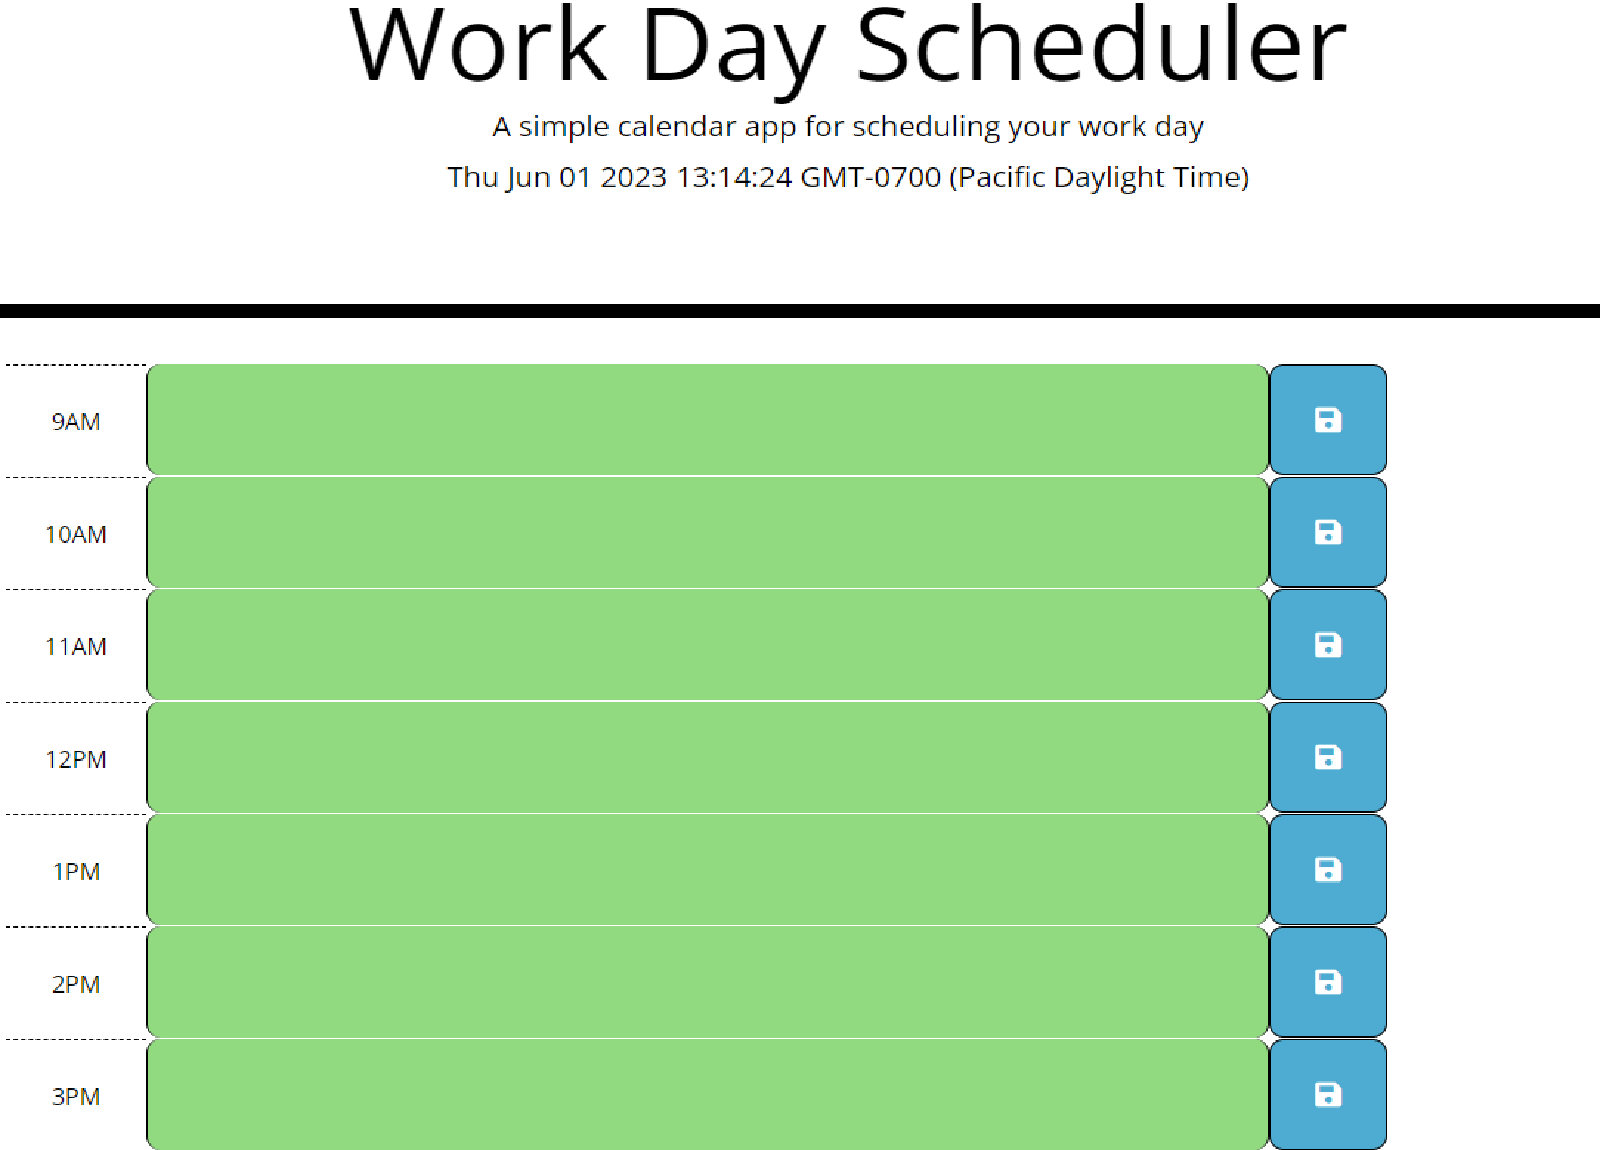 Work Day Scheduler
A simple calendar app for scheduling your work day
Thu Jun 01 2023 13:14:24 GMT-0700 (Pacific Daylight Time)
9AM
10AM
11AM
12PM
1PM
2PM
3PM